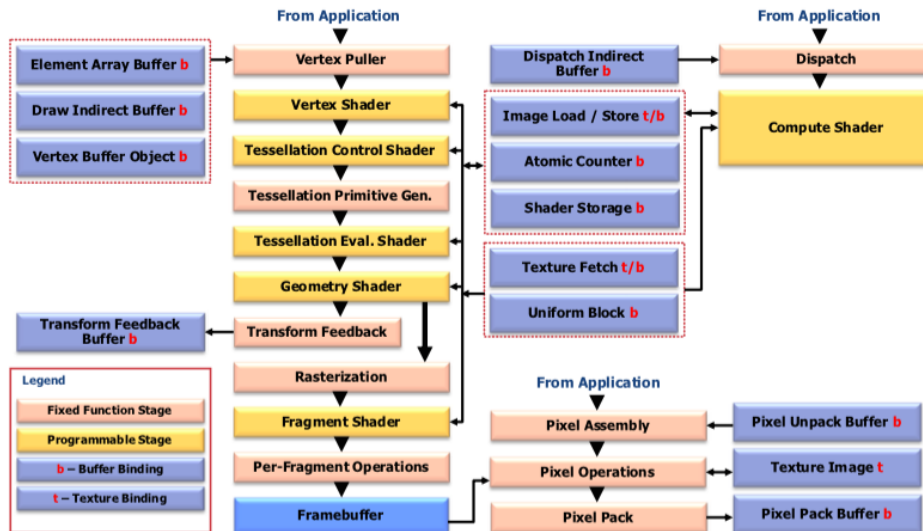 From Application
Element Array Buffer b
Draw Indirect Buffer b
Vertex Buffer Object b
Vertex Puller
Vertex Shader
Tessellation Control Shader
Tessellation Primitive Gen.
Tessellation Eval. Shader
Geometry Shader
Transform Feedback
Transform Feedback
Buffer b
Rasterization
Fragment Shader
Per-Fragment Operations
Framebuffer
Legend
Fixed Function Stage
Programmable Stage
b – Buffer Binding
t – Texture Binding
From Application
Dispatch Indirect
Buffer b
Dispatch
Image Load / Store t/b
Atomic Counter b
Shader Storage b
Compute Shader
Texture Fetch t/b
Uniform Block b
From Application
Pixel Assembly
Pixel Unpack Buffer b
Pixel Operations
Texture Image t
Pixel Pack
Pixel Pack Buffer b